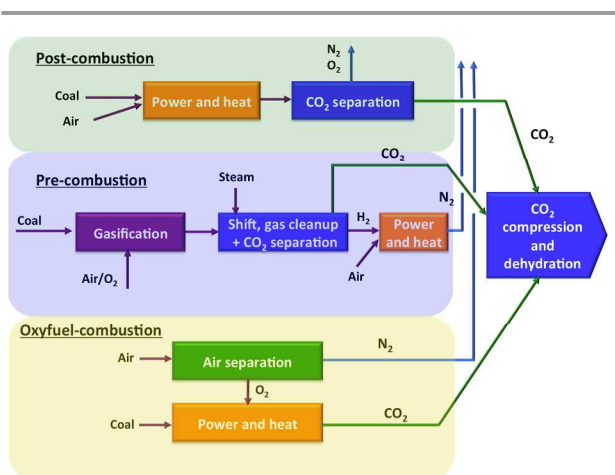 Post-combustion
N₂
O₂
Coal
Air
Power and heat
CO₂ separation
CO₂
Pre-combustion
CO₂
Steam
N₂
Coal
Gasification
Shift, gas cleanup
+ CO₂ separation
H₂
Power
and heat
Air/O₂
Air
CO₂
compression
and
dehydration
Oxyfuel-combustion
Air
Air separation
N₂
O₂
Coal
Power and heat
CO₂